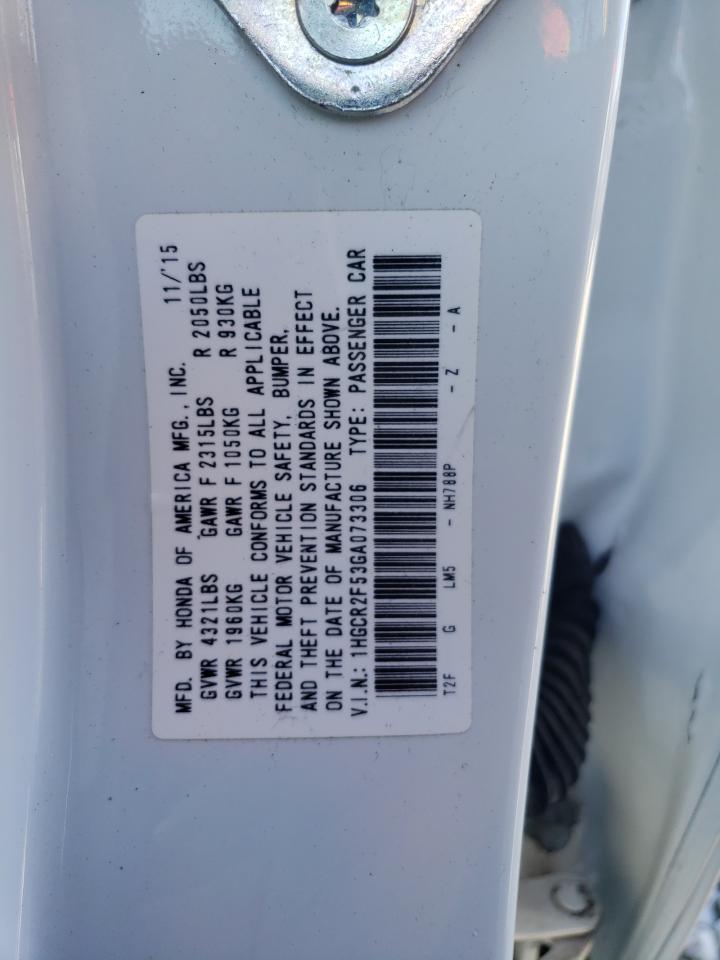 MFD. BY HONDA OF AMERICA MFG., INC. 11/'15
GVWR 4321LBS GAWR F 2315LBS R 2050LBS
GVWR 1960KG GAWR F 1050KG R 930KG
THIS VEHICLE CONFORMS TO ALL APPLICABLE
FEDERAL MOTOR VEHICLE SAFETY, BUMPER,
AND THEFT PREVENTION STANDARDS IN EFFECT
ON THE DATE OF MANUFACTURE SHOWN ABOVE.
V.I.N.: 1HGCR2F53GA073306 TYPE: PASSENGER CAR
T2F G LM5 - NH788P - Z - A